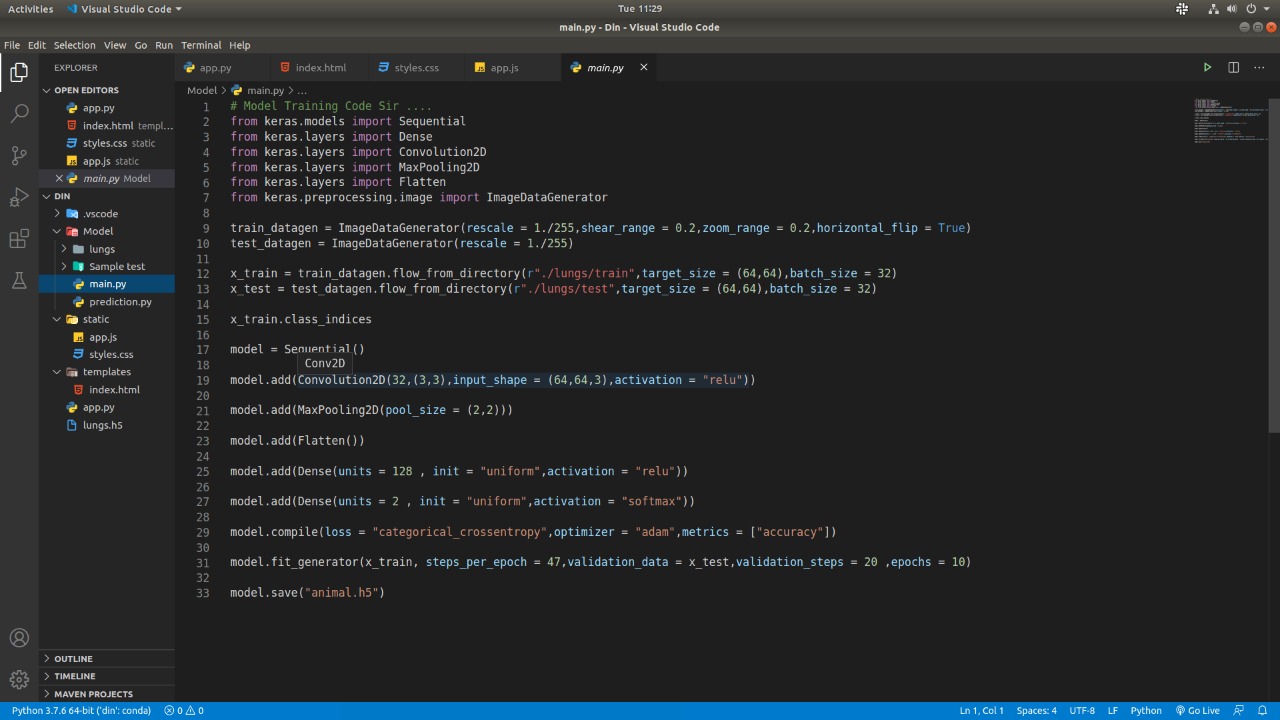 Activities
Visual Studio Code
Tue 11:29
main.py - Din - Visual Studio Code
File Edit Selection View Go Run Terminal Help
EXPLORER
OPEN EDITORS
app.py
index.html templ...
styles.css static
app.js static
main.py Model
DIN
.vscode
Model
lungs
Sample test
main.py
prediction.py
static
app.js
styles.css
templates
index.html
app.py
lungs.h5
OUTLINE
TIMELINE
MAVEN PROJECTS
app.py
index.html
styles.css
app.js
main.py
Model > main.py > ...
1 # Model Training Code Sir ....
2 from keras.models import Sequential
3 from keras.layers import Dense
4 from keras.layers import Convolution2D
5 from keras.layers import MaxPooling2D
6 from keras.layers import Flatten
7 from keras.preprocessing.image import ImageDataGenerator
8
9 train_datagen = ImageDataGenerator(rescale = 1./255,shear_range = 0.2,zoom_range = 0.2,horizontal_flip = True)
10 test_datagen = ImageDataGenerator(rescale = 1./255)
11
12 x_train = train_datagen.flow_from_directory(r"./lungs/train",target_size = (64,64),batch_size = 32)
13 x_test = test_datagen.flow_from_directory(r"./lungs/test",target_size = (64,64),batch_size = 32)
14
15 x_train.class_indices
16
17 model = Sequential()
18
Conv2D
19 model.add(Convolution2D(32,(3,3),input_shape = (64,64,3),activation = "relu"))
20
21 model.add(MaxPooling2D(pool_size = (2,2)))
22
23 model.add(Flatten())
24
25 model.add(Dense(units = 128 , init = "uniform",activation = "relu"))
26
27 model.add(Dense(units = 2 , init = "uniform",activation = "softmax"))
28
29 model.compile(loss = "categorical_crossentropy",optimizer = "adam",metrics = ["accuracy"])
30
31 model.fit_generator(x_train, steps_per_epoch = 47,validation_data = x_test,validation_steps = 20 ,epochs = 10)
32
33 model.save("animal.h5")
Python 3.7.6 64-bit ('din': conda) 0 0 Ln 1, Col 1 Spaces: 4 UTF-8 LF Python Go Live